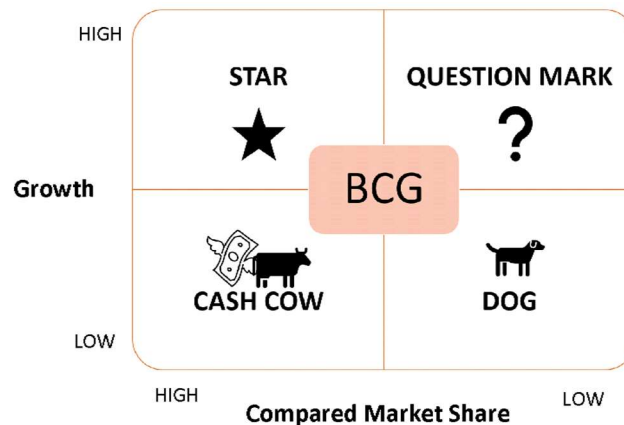 HIGH
STAR
QUESTION MARK
?
Growth
BCG
CASH COW
DOG
LOW
HIGH
LOW
Compared Market Share